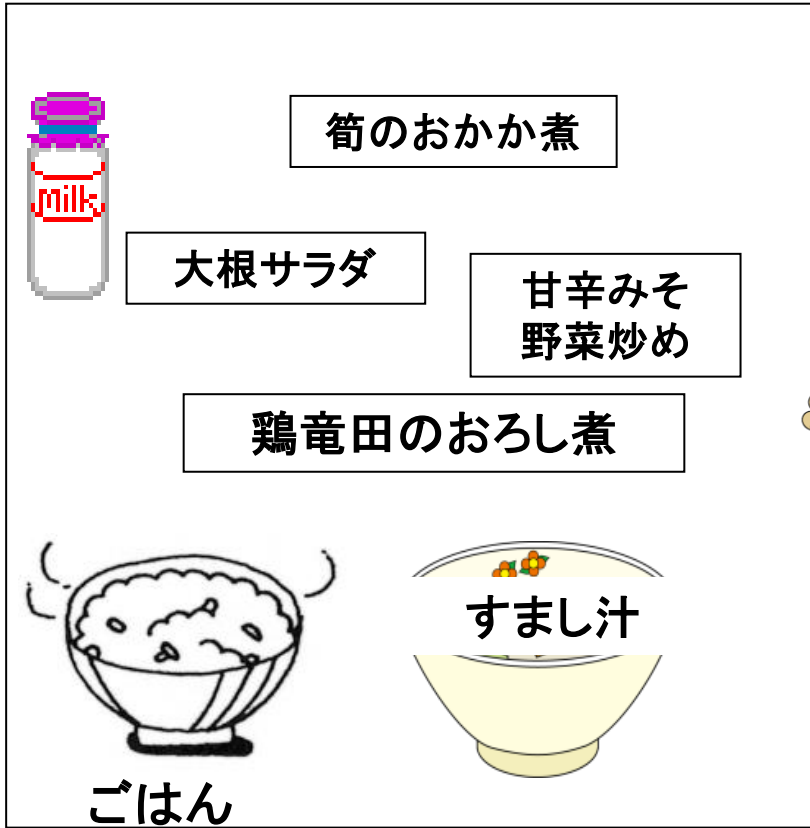 筍のおかか煮
Milk
大根サラダ
甘辛みそ
野菜炒め
鶏竜田のおろし煮
すまし汁
ごはん